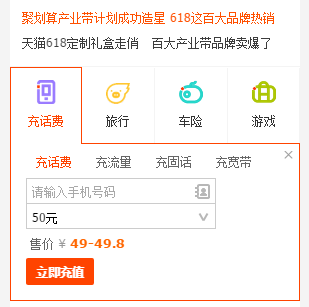 聚划算产业带计划成功造星 618这百大品牌热销
天猫618定制礼盒走俏 百大产业带品牌卖爆了
充话费 旅行 车险 游戏
充话费 充流量 充固话 充宽带
请输入手机号码
50元
售价 ¥ 49-49.8
立即充值